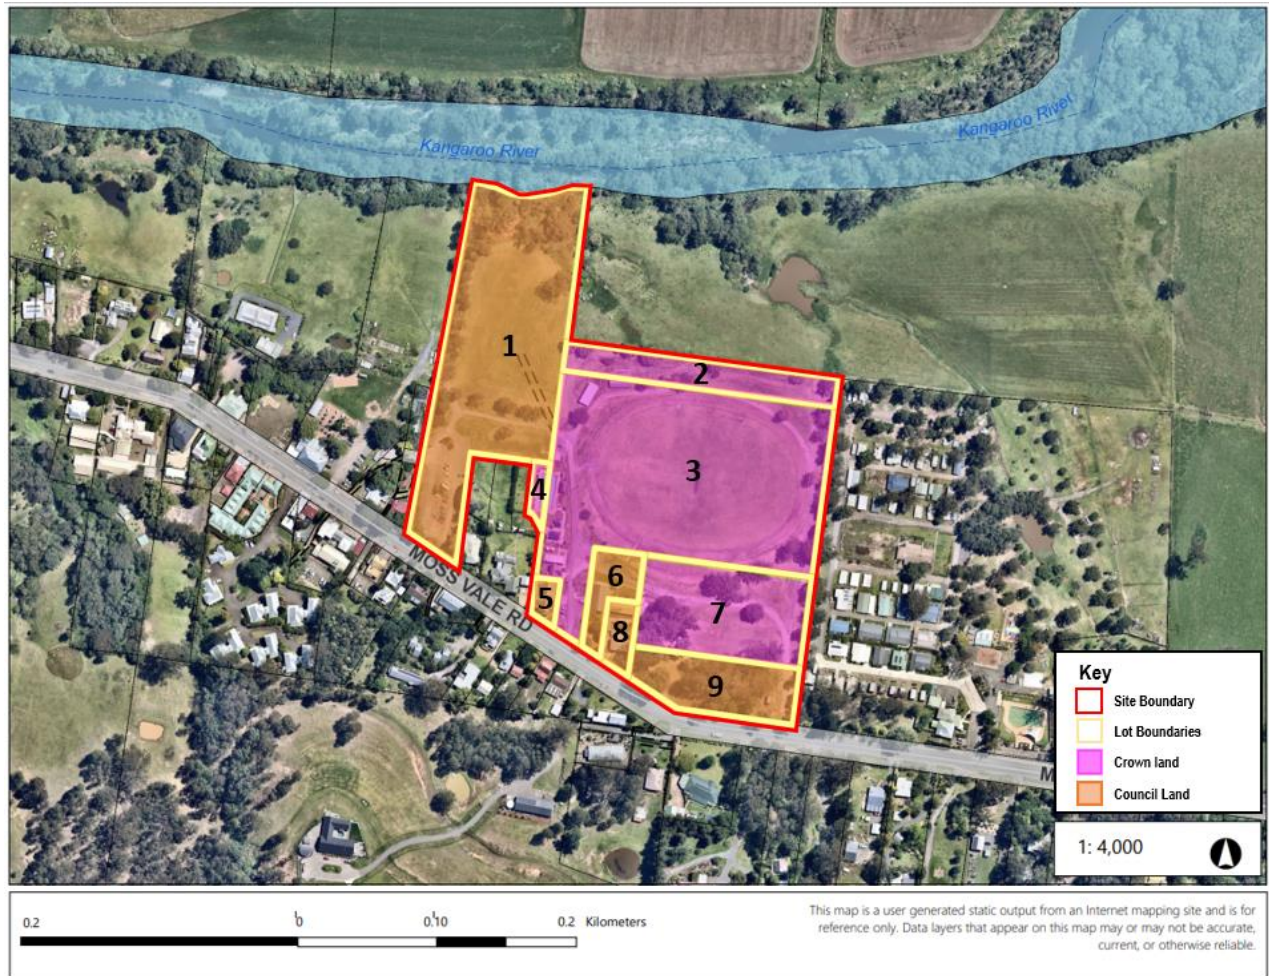 Kangaroo River
Kangaroo River
1
2
3
4
5
6
7
8
9
MOSS VALE RD
M
Key
Site Boundary
Lot Boundaries
Crown land
Council Land
1: 4,000
0.2 0 0.10 0.2 Kilometers
This map is a user generated static output from an Internet mapping site and is for
reference only. Data layers that appear on this map may or may not be accurate,
current, or otherwise reliable.